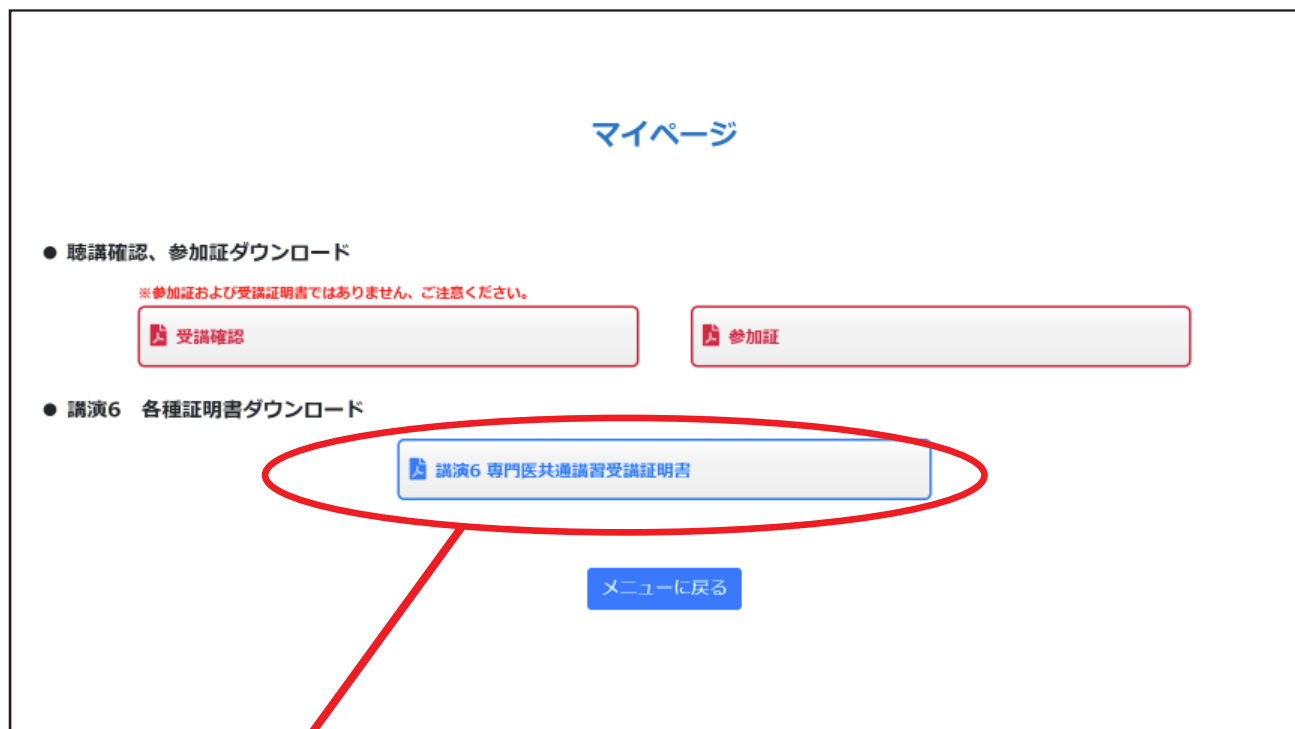 マイページ
● 聴講確認、参加証ダウンロード
※参加証および受講証明書ではありません、ご注意ください。
受講確認
参加証
● 講演6　各種証明書ダウンロード
講演6 専門医共通講習受講証明書
メニューに戻る